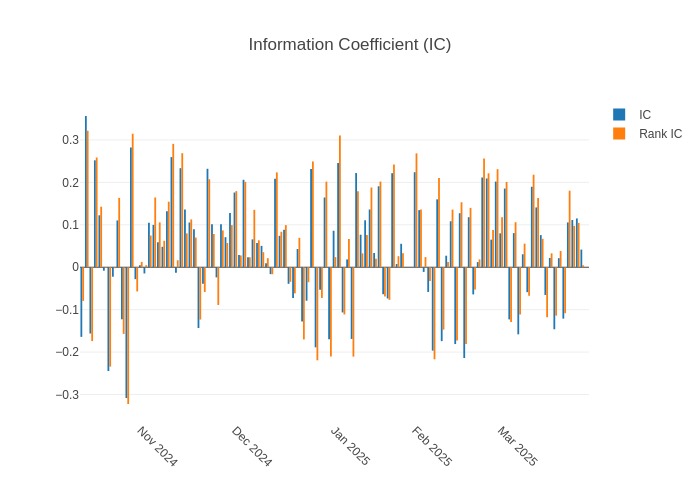 Information Coefficient (IC)
IC
Rank IC
0.3
0.2
0.1
0
−0.1
−0.2
−0.3
Nov 2024
Dec 2024
Jan 2025
Feb 2025
Mar 2025